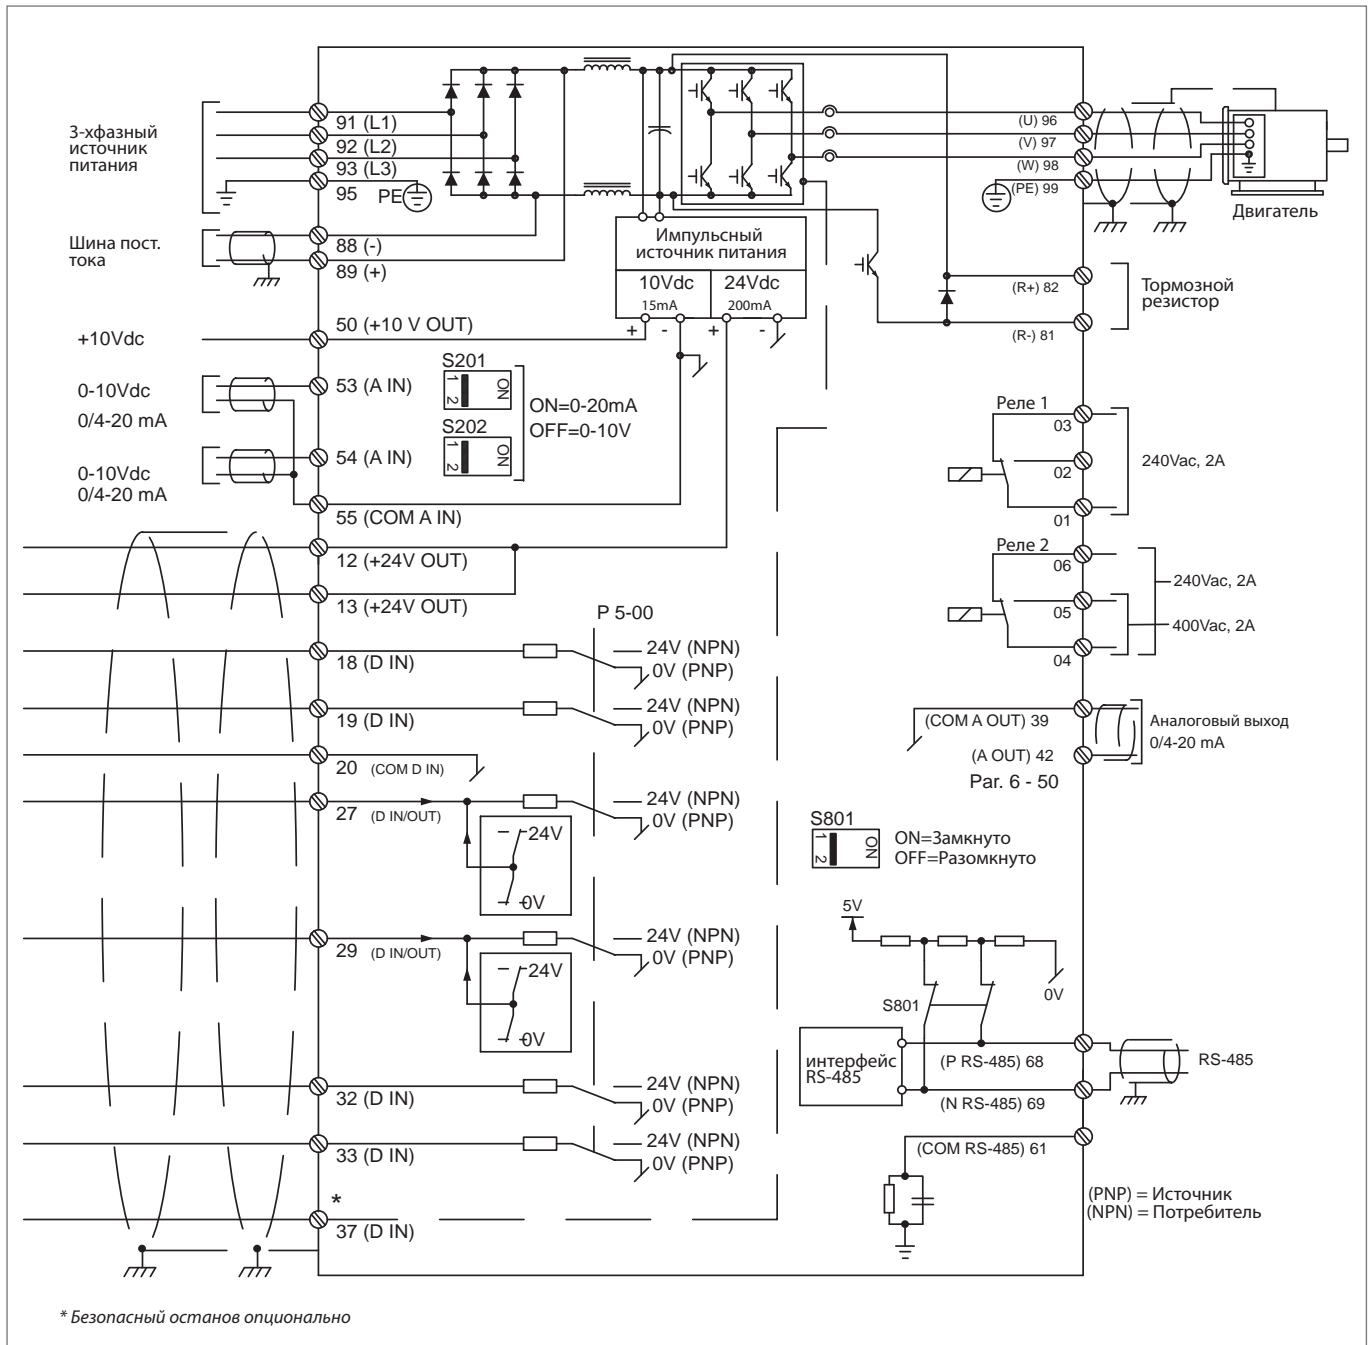 3-хфазный
источник
питания
91 (L1)
92 (L2)
93 (L3)
95
PE
Шина пост.
тока
88 (-)
89 (+)
+10Vdc
50 (+10 V OUT)
0-10Vdc
0/4-20 mA
53 (A IN)
0-10Vdc
0/4-20 mA
54 (A IN)
55 (COM A IN)
12 (+24V OUT)
13 (+24V OUT)
18 (D IN)
19 (D IN)
20 (COM D IN)
27 (D IN/OUT)
29 (D IN/OUT)
32 (D IN)
33 (D IN)
*
37 (D IN)
S201
1
2
ON
S202
1
2
ON
ON=0-20mA
OFF=0-10V
Импульсный
источник питания
10Vdc
15mA
24Vdc
200mA
+ - + -
P 5-00
24V (NPN)
0V (PNP)
24V (NPN)
0V (PNP)
24V (NPN)
0V (PNP)
24V
0V
24V (NPN)
0V (PNP)
24V
0V
24V (NPN)
0V (PNP)
24V (NPN)
0V (PNP)
(U) 96
(V) 97
(W) 98
(PE) 99
Двигатель
(R+) 82
(R-) 81
Тормозной
резистор
Реле 1
03
02
01
240Vac, 2A
Реле 2
06
05
04
240Vac, 2A
400Vac, 2A
(COM A OUT) 39
(A OUT) 42
Par. 6 - 50
Аналоговый выход
0/4-20 mA
S801
1
2
ON
ON=Замкнуто
OFF=Разомкнуто
5V
0V
S801
интерфейс
RS-485
(P RS-485) 68
(N RS-485) 69
RS-485
(COM RS-485) 61
(PNP) = Источник
(NPN) = Потребитель
* Безопасный останов опционально